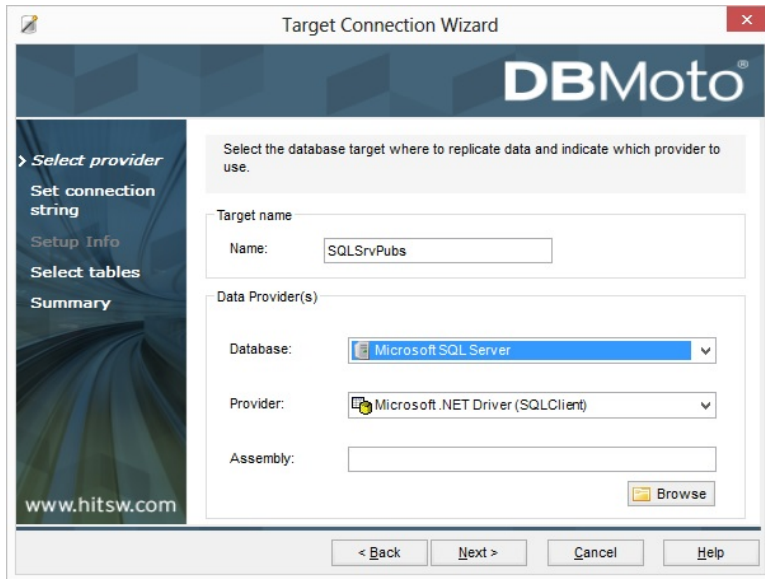 Target Connection Wizard
DBMoto®
Select provider
Set connection
string
Setup Info
Select tables
Summary
www.hitsw.com
Select the database target where to replicate data and indicate which provider to
use.
Target name
Name: SQLSrvPubs
Data Provider(s)
Database: Microsoft SQL Server
Provider: Microsoft .NET Driver (SQLClient)
Assembly:
Browse
< Back Next > Cancel Help